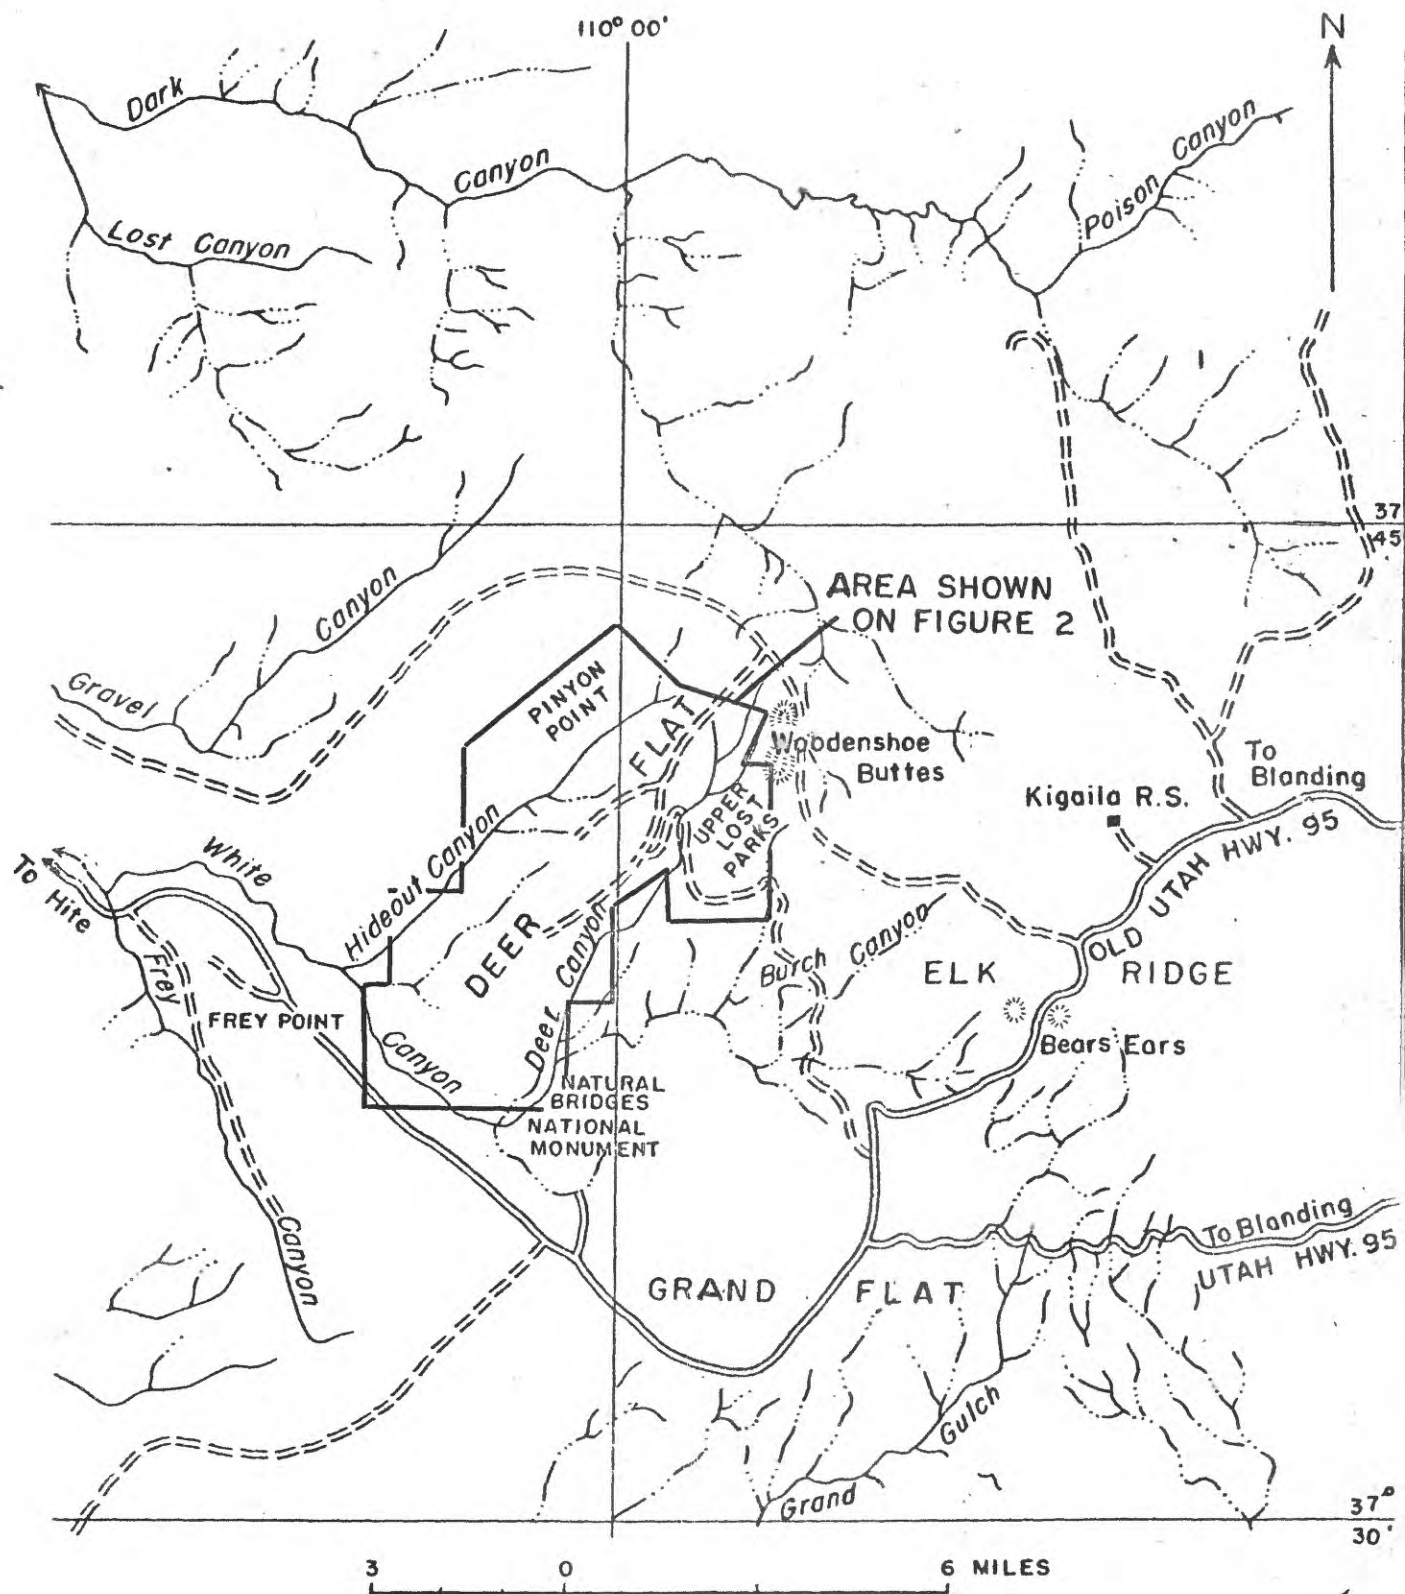 110° 00'
N
Dark
Canyon
Canyon
Poison
Lost Canyon
37
45
AREA SHOWN
ON FIGURE 2
Canyon
Gravel
PINYON
POINT
FLAT
Woodenshoe
Buttes
To
Blanding
Kigaila R.S.
UPPER
LOST
PARKS
OLD UTAH HWY. 95
White
Hideout Canyon
To
Hite
DEER
Deer Canyon
Burch Canyon
ELK RIDGE
Frey
FREY POINT
Canyon
Bears Ears
NATURAL
BRIDGES
NATIONAL
MONUMENT
Canyon
To Blanding
UTAH HWY. 95
GRAND FLAT
Gulch
Grand
37°
30'
3 0 6 MILES